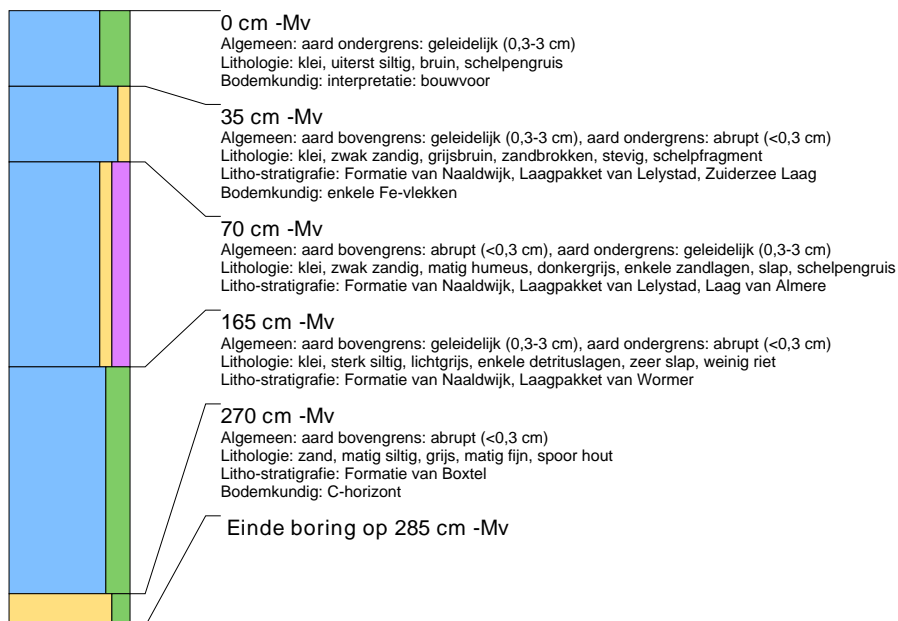 0 cm -Mv
Algemeen: aard ondergrens: geleidelijk (0,3-3 cm)
Lithologie: klei, uiterst siltig, bruin, schelpengruis
Bodemkundig: interpretatie: bouwvoor
35 cm -Mv
Algemeen: aard bovengrens: geleidelijk (0,3-3 cm), aard ondergrens: abrupt (<0,3 cm)
Lithologie: klei, zwak zandig, grijsbruin, zandbrokken, stevig, schelpfragment
Litho-stratigrafie: Formatie van Naaldwijk, Laagpakket van Lelystad, Zuiderzee Laag
Bodemkundig: enkele Fe-vlekken
70 cm -Mv
Algemeen: aard bovengrens: abrupt (<0,3 cm), aard ondergrens: geleidelijk (0,3-3 cm)
Lithologie: klei, zwak zandig, matig humeus, donkergrijs, enkele zandlagen, slap, schelpengruis
Litho-stratigrafie: Formatie van Naaldwijk, Laagpakket van Lelystad, Laag van Almere
165 cm -Mv
Algemeen: aard bovengrens: geleidelijk (0,3-3 cm), aard ondergrens: abrupt (<0,3 cm)
Lithologie: klei, sterk siltig, lichtgrijs, enkele detrituslagen, zeer slap, weinig riet
Litho-stratigrafie: Formatie van Naaldwijk, Laagpakket van Wormer
270 cm -Mv
Algemeen: aard bovengrens: abrupt (<0,3 cm)
Lithologie: zand, matig siltig, grijs, matig fijn, spoor hout
Litho-stratigrafie: Formatie van Boxtel
Bodemkundig: C-horizont
Einde boring op 285 cm -Mv